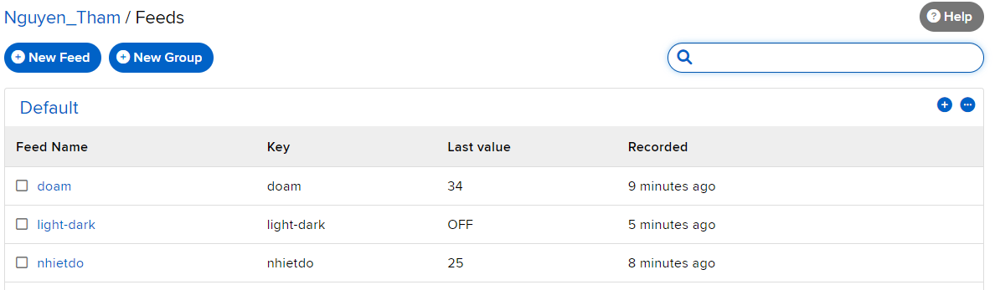 Nguyen_Tham / Feeds
Help
New Feed
New Group
Default
Feed Name Key Last value Recorded
doam doam 34 9 minutes ago
light-dark light-dark OFF 5 minutes ago
nhietdo nhietdo 25 8 minutes ago